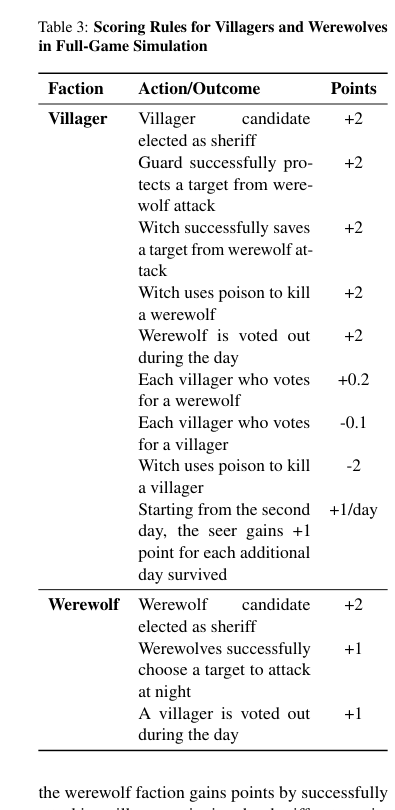 Table 3: Scoring Rules for Villagers and Werewolves
in Full-Game Simulation
Faction Action/Outcome Points
Villager Villager candidate +2
elected as sheriff
Guard successfully pro- +2
tects a target from were-
wolf attack
Witch successfully saves +2
a target from werewolf at-
tack
Witch uses poison to kill +2
a werewolf
Werewolf is voted out +2
during the day
Each villager who votes +0.2
for a werewolf
Each villager who votes -0.1
for a villager
Witch uses poison to kill -2
a villager
Starting from the second +1/day
day, the seer gains +1
point for each additional
day survived
Werewolf Werewolf candidate +2
elected as sheriff
Werewolves successfully +1
choose a target to attack
at night
A villager is voted out +1
during the day
the werewolf faction gains points by successfully